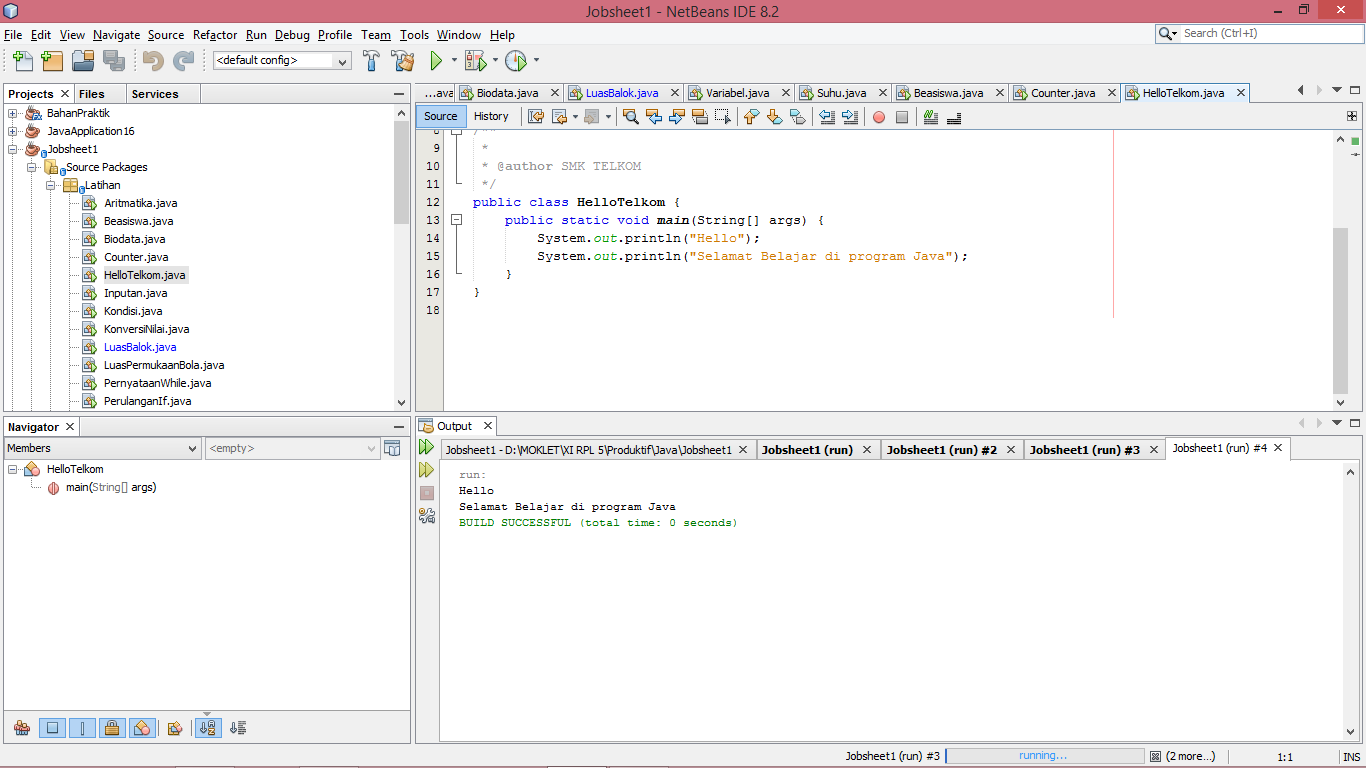 Jobsheet1 - NetBeans IDE 8.2
File Edit View Navigate Source Refactor Run Debug Profile Team Tools Window Help
Search (Ctrl+I)
<default config>
Projects Files Services
BahanPraktik
JavaApplication16
Jobsheet1
Source Packages
Latihan
Aritmatika.java
Beasiswa.java
Biodata.java
Counter.java
HelloTelkom.java
Inputan.java
Kondisi.java
KonversiNilai.java
LuasBalok.java
LuasPermukaanBola.java
PernyataanWhile.java
PerulanganIf.java
...ava Biodata.java LuasBalok.java Variabel.java Suhu.java Beasiswa.java Counter.java HelloTelkom.java
Source History
8 /**
9 *
10 * @author SMK TELKOM
11 */
12 public class HelloTelkom {
13 public static void main(String[] args) {
14 System.out.println("Hello");
15 System.out.println("Selamat Belajar di program Java");
16 }
17 }
18
Navigator
Members <empty>
HelloTelkom
main(String[] args)
Output
Jobsheet1 - D:\MOKLET\XI RPL 5\Produktif\Java\Jobsheet1 Jobsheet1 (run) Jobsheet1 (run) #2 Jobsheet1 (run) #3 Jobsheet1 (run) #4
run:
Hello
Selamat Belajar di program Java
BUILD SUCCESSFUL (total time: 0 seconds)
Jobsheet1 (run) #3 running... (2 more...) 1:1 INS